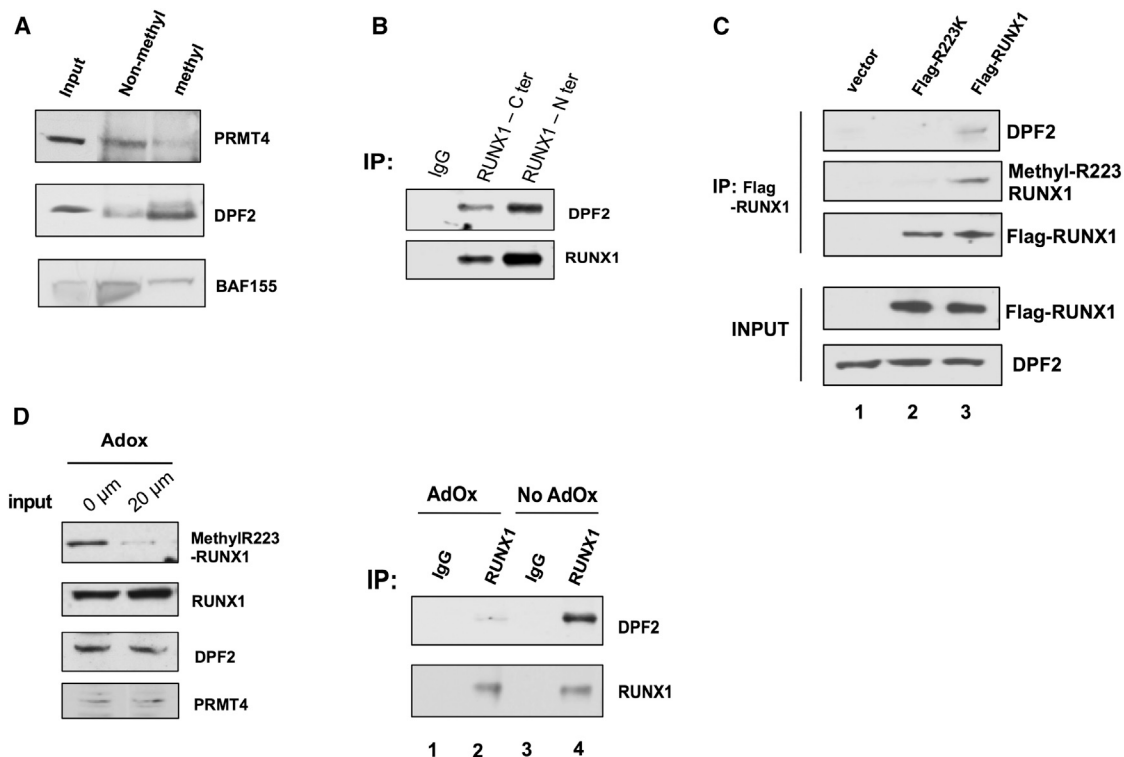 A
Input
Non-methyl
methyl
PRMT4
DPF2
BAF155
B
IP:
IgG
RUNX1 – C ter
RUNX1 – N ter
DPF2
RUNX1
C
vector
Flag-R223K
Flag-RUNX1
IP: Flag
-RUNX1
DPF2
Methyl-R223
RUNX1
Flag-RUNX1
INPUT
Flag-RUNX1
DPF2
1 2 3
D
Adox
input
0 µm
20 µm
MethylR223
-RUNX1
RUNX1
DPF2
PRMT4
AdOx No AdOx
IP:
IgG
RUNX1
IgG
RUNX1
DPF2
RUNX1
1 2 3 4